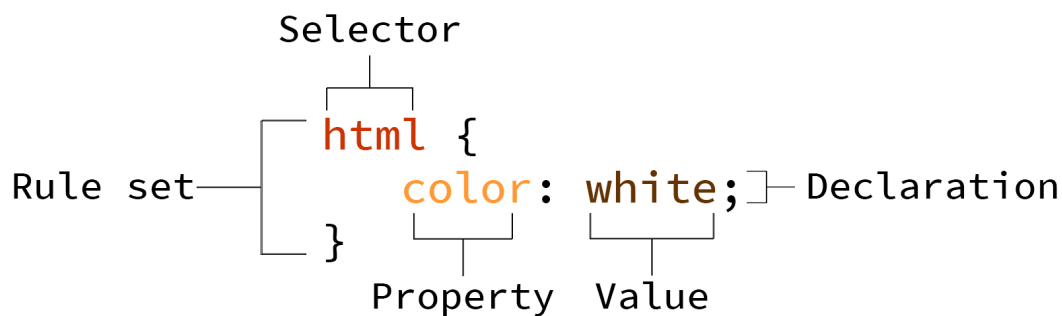 Selector
html {
Rule set
color: white;
Declaration
}
Property
Value